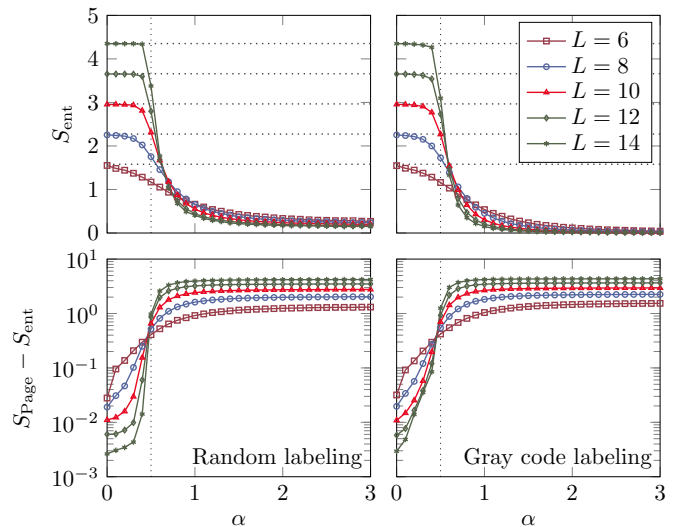 5
4
3
2
1
0
S_ent
L = 6
L = 8
L = 10
L = 12
L = 14
10^1
10^0
10^−1
10^−2
10^−3
S_Page − S_ent
Random labeling
Gray code labeling
0 1 2 3 0 1 2 3
α α